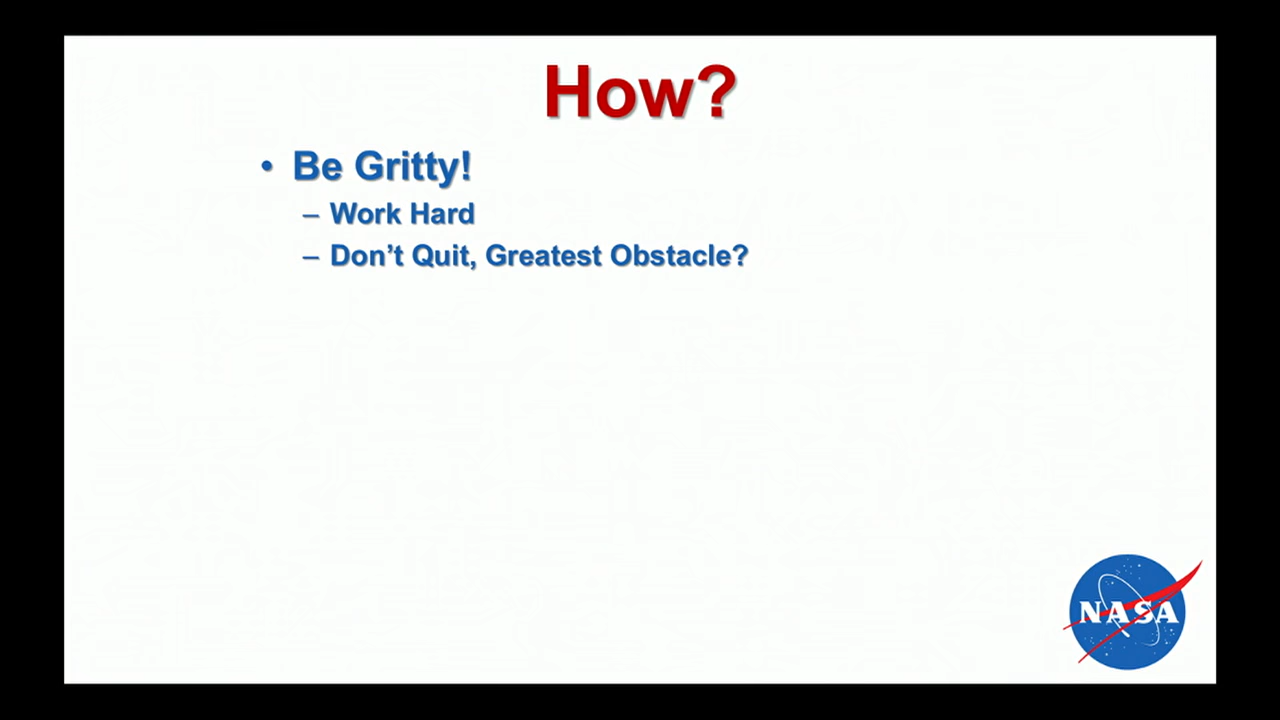 How?
• Be Gritty!
– Work Hard
– Don’t Quit, Greatest Obstacle?
NASA